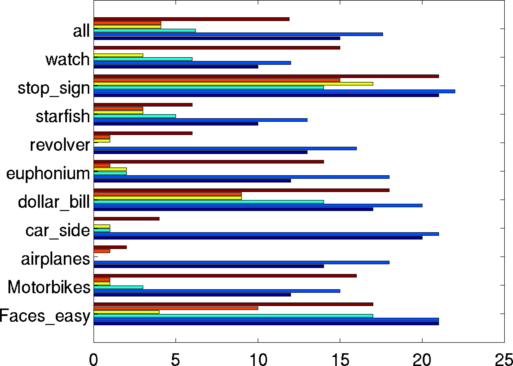 all
watch
stop_sign
starfish
revolver
euphonium
dollar_bill
car_side
airplanes
Motorbikes
Faces_easy
0 5 10 15 20 25